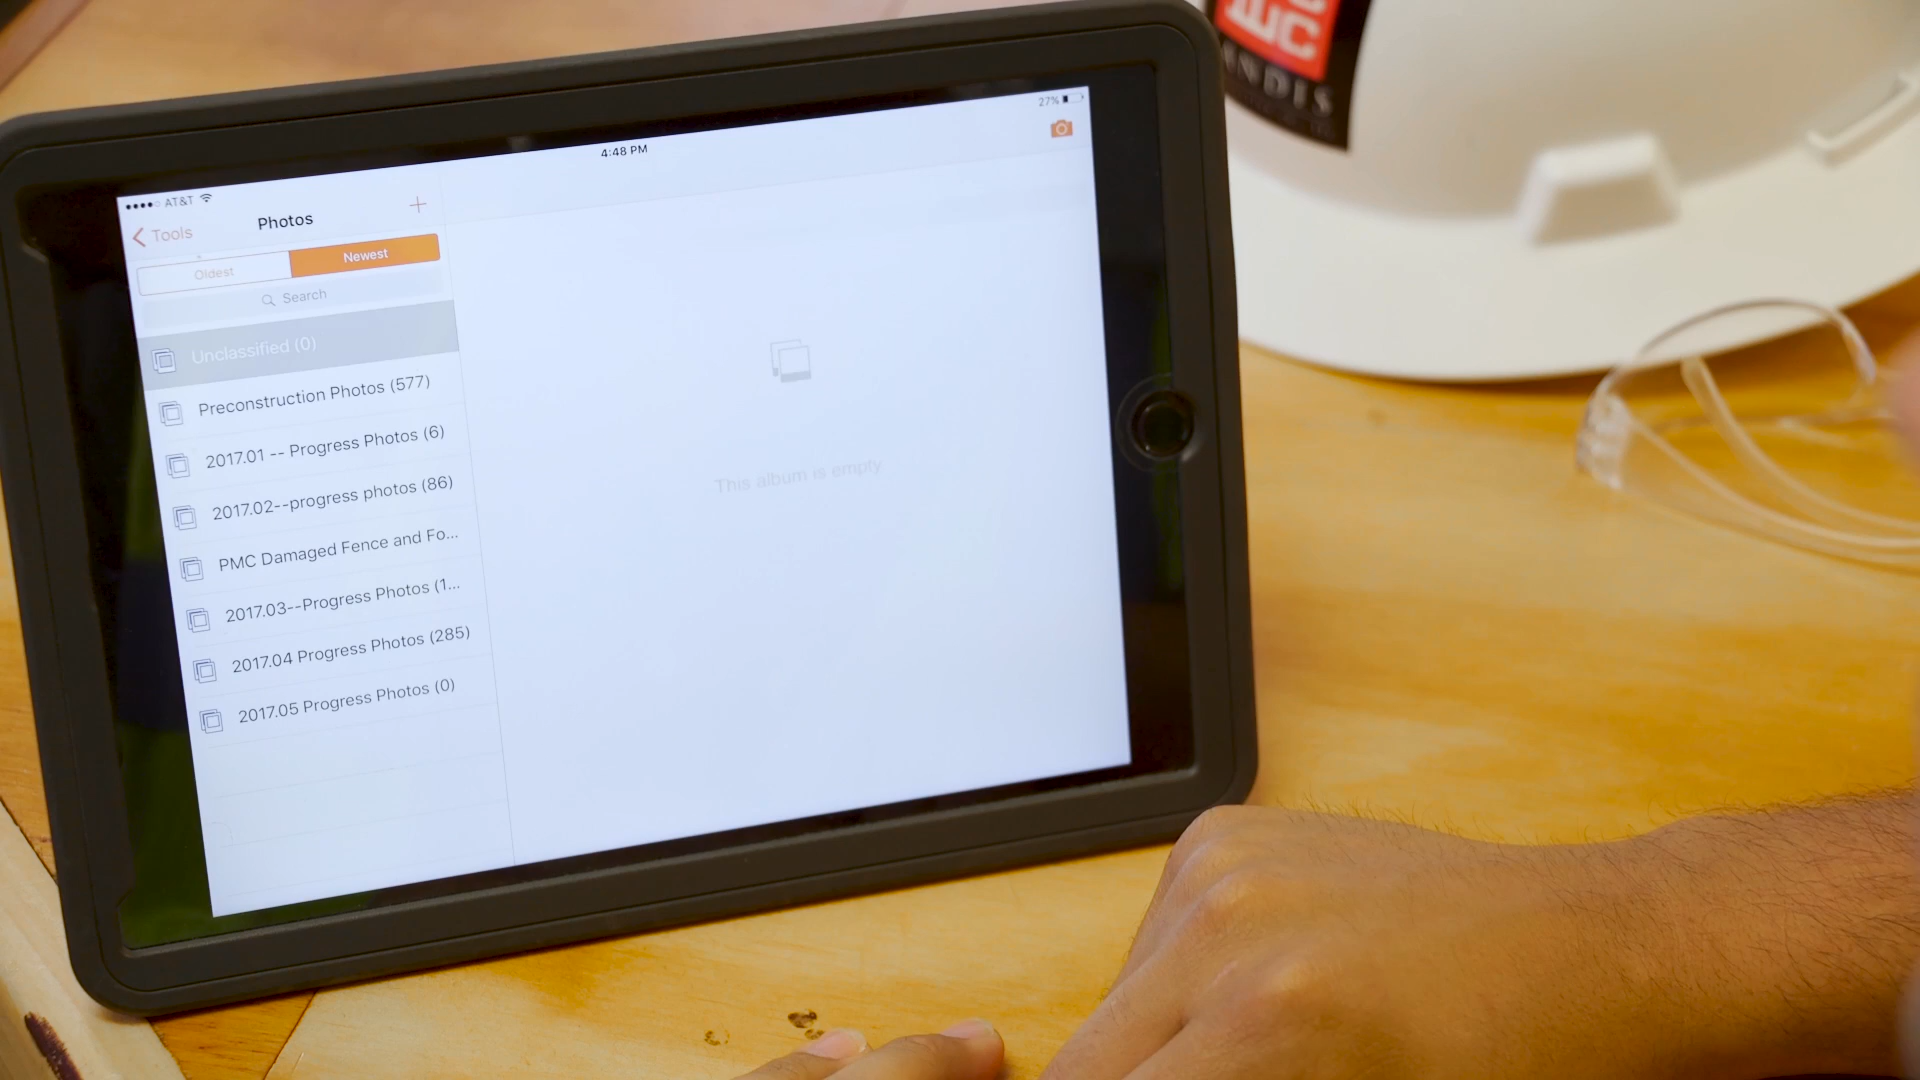 AT&T
4:48 PM
27%
Tools
Photos
Oldest
Newest
Search
Unclassified (0)
Preconstruction Photos (577)
2017.01 -- Progress Photos (6)
2017.02--progress photos (86)
PMC Damaged Fence and Fo...
2017.03--Progress Photos (1...
2017.04 Progress Photos (285)
2017.05 Progress Photos (0)
This album is empty